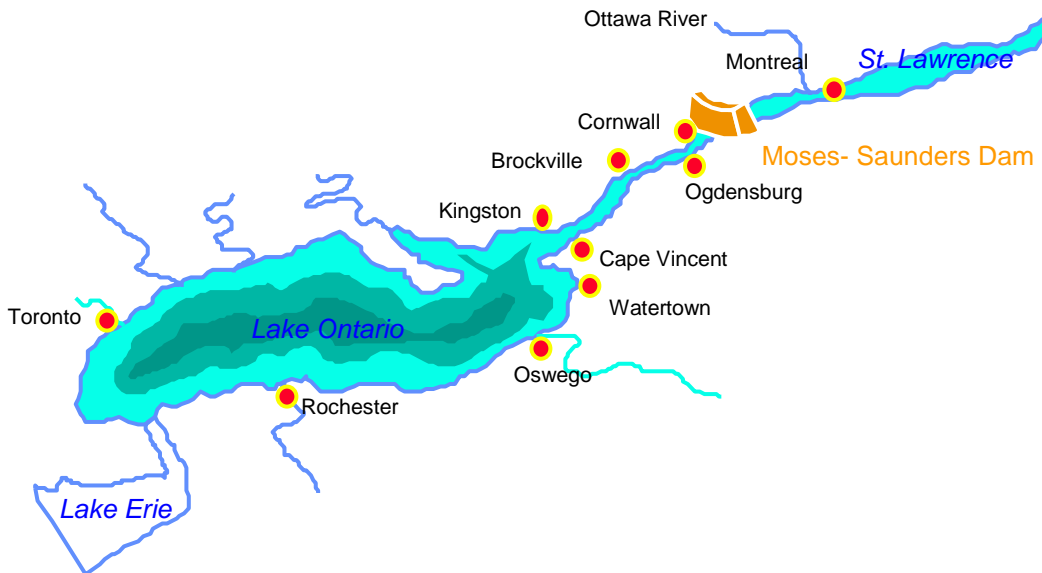 Ottawa River
Montreal
St. Lawrence
Cornwall
Moses- Saunders Dam
Brockville
Ogdensburg
Kingston
Cape Vincent
Watertown
Toronto
Lake Ontario
Oswego
Rochester
Lake Erie